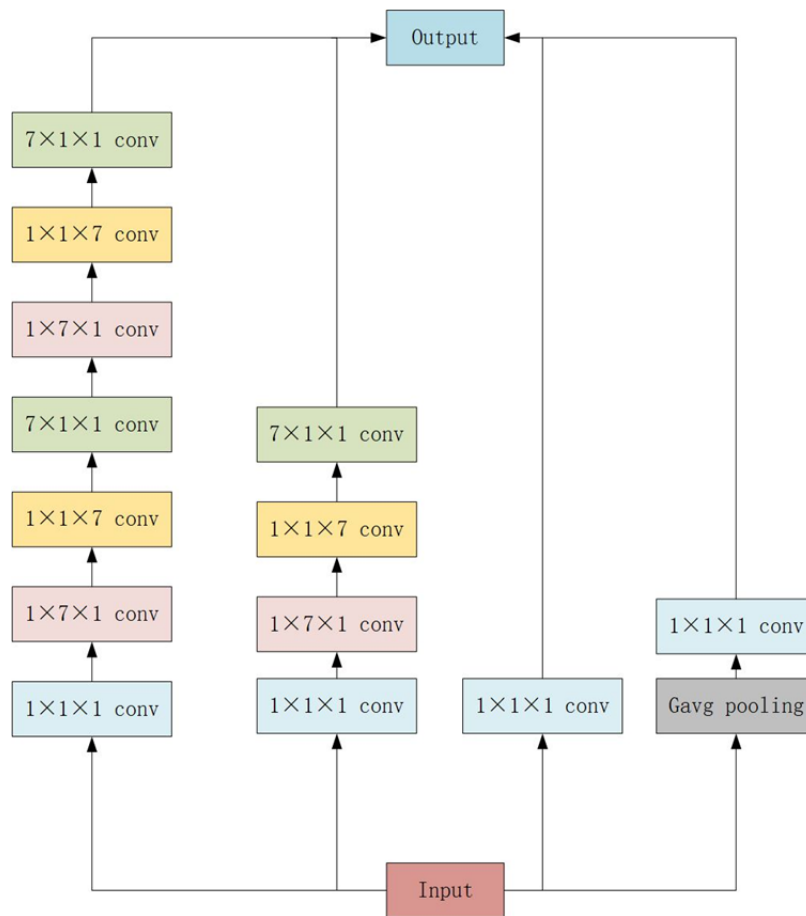 Output
7×1×1 conv
1×1×7 conv
1×7×1 conv
7×1×1 conv
7×1×1 conv
1×1×7 conv
1×1×7 conv
1×7×1 conv
1×7×1 conv
1×1×1 conv
1×1×1 conv
1×1×1 conv
1×1×1 conv
Gavg pooling
Input